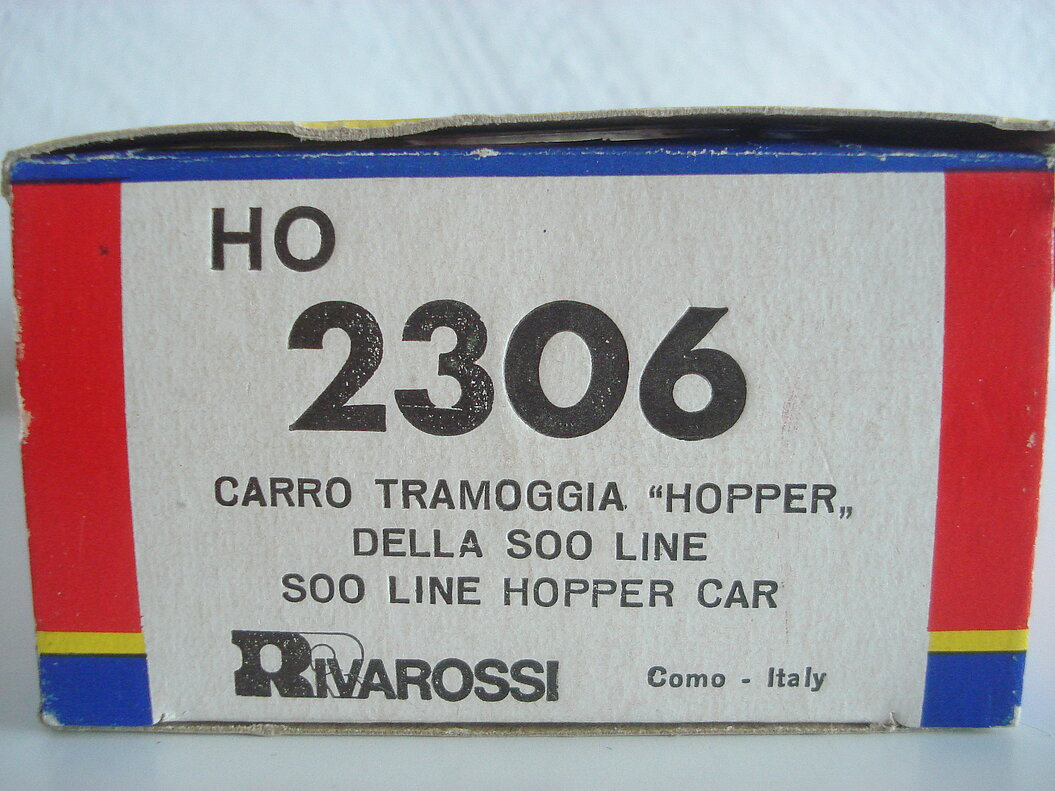 HO
2306
CARRO TRAMOGGIA “HOPPER„
DELLA SOO LINE
SOO LINE HOPPER CAR
RIVAROSSI Como - Italy